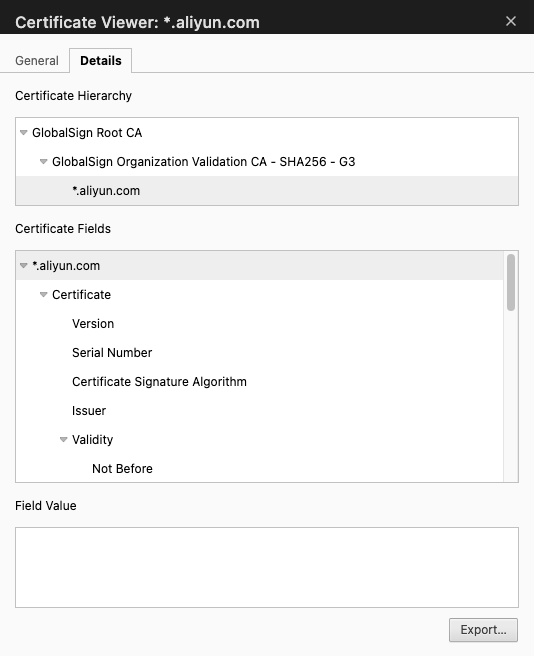 Certificate Viewer: *.aliyun.com
General Details
Certificate Hierarchy
GlobalSign Root CA
GlobalSign Organization Validation CA - SHA256 - G3
*.aliyun.com
Certificate Fields
*.aliyun.com
Certificate
Version
Serial Number
Certificate Signature Algorithm
Issuer
Validity
Not Before
Field Value
Export...